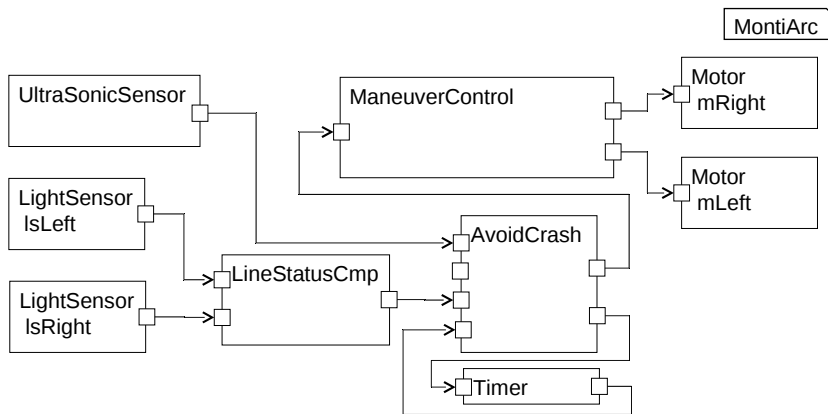 MontiArc
UltraSonicSensor
ManeuverControl
Motor
mRight
Motor
mLeft
LightSensor
lsLeft
AvoidCrash
LineStatusCmp
LightSensor
lsRight
Timer